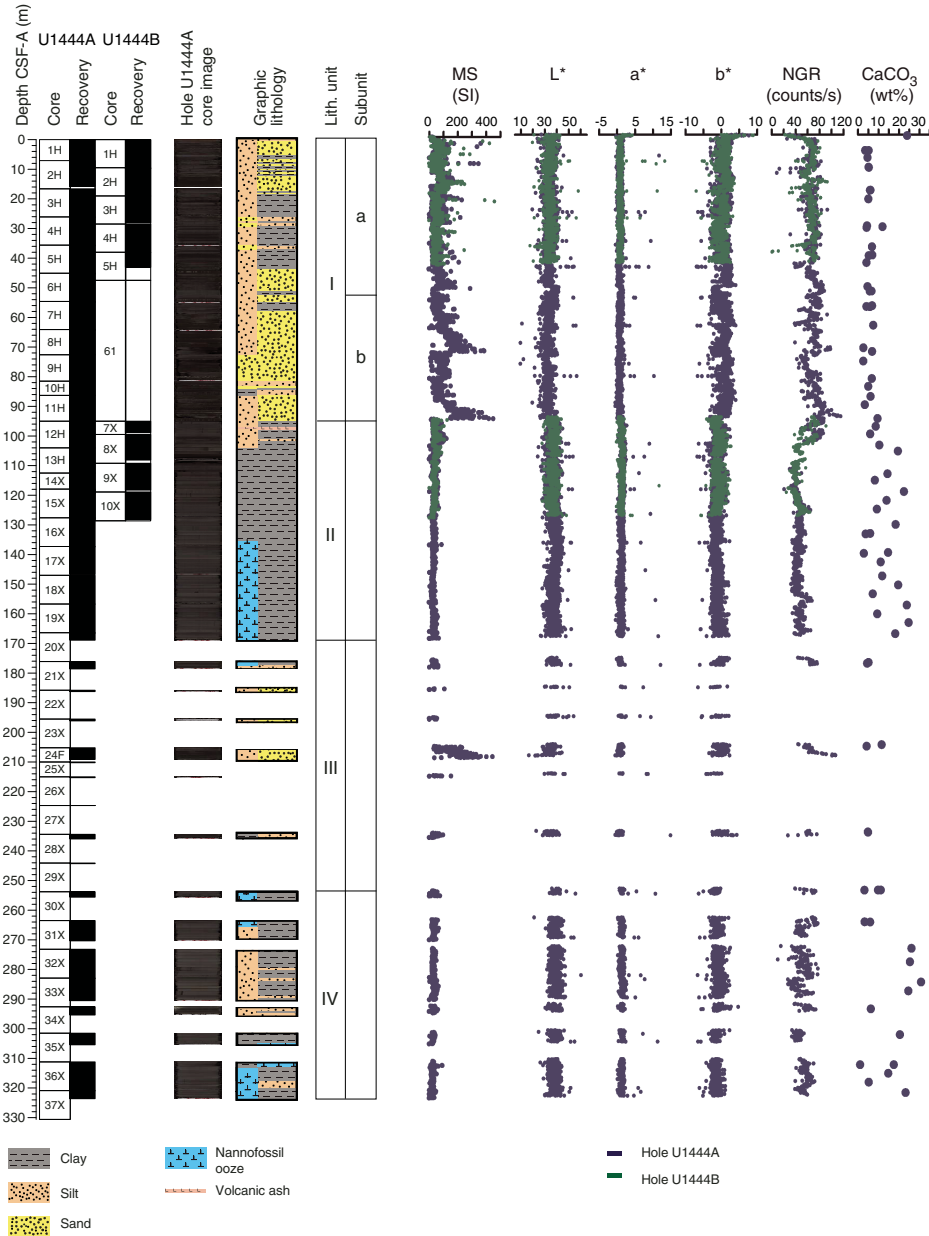 Depth CSF-A (m)
U1444A
U1444B
Core
Recovery
Core
Recovery
Hole U1444A
core image
Graphic
lithology
Lith. unit
Subunit
MS
(SI)
L*
a*
b*
NGR
(counts/s)
CaCO3
(wt%)
0 200 400
10 30 50
-5 5 15
-10 0 10
0 40 80 120
0 10 20 30
0
10
20
30
40
50
60
70
80
90
100
110
120
130
140
150
160
170
180
190
200
210
220
230
240
250
260
270
280
290
300
310
320
330
1H
2H
3H
4H
5H
6H
7H
8H
9H
10H
11H
12H
13H
14X
15X
16X
17X
18X
19X
20X
21X
22X
23X
24F
25X
26X
27X
28X
29X
30X
31X
32X
33X
34X
35X
36X
37X
1H
2H
3H
4H
5H
61
7X
8X
9X
10X
I
II
III
IV
a
b
Clay
Silt
Sand
Nannofossil
ooze
Volcanic ash
Hole U1444A
Hole U1444B